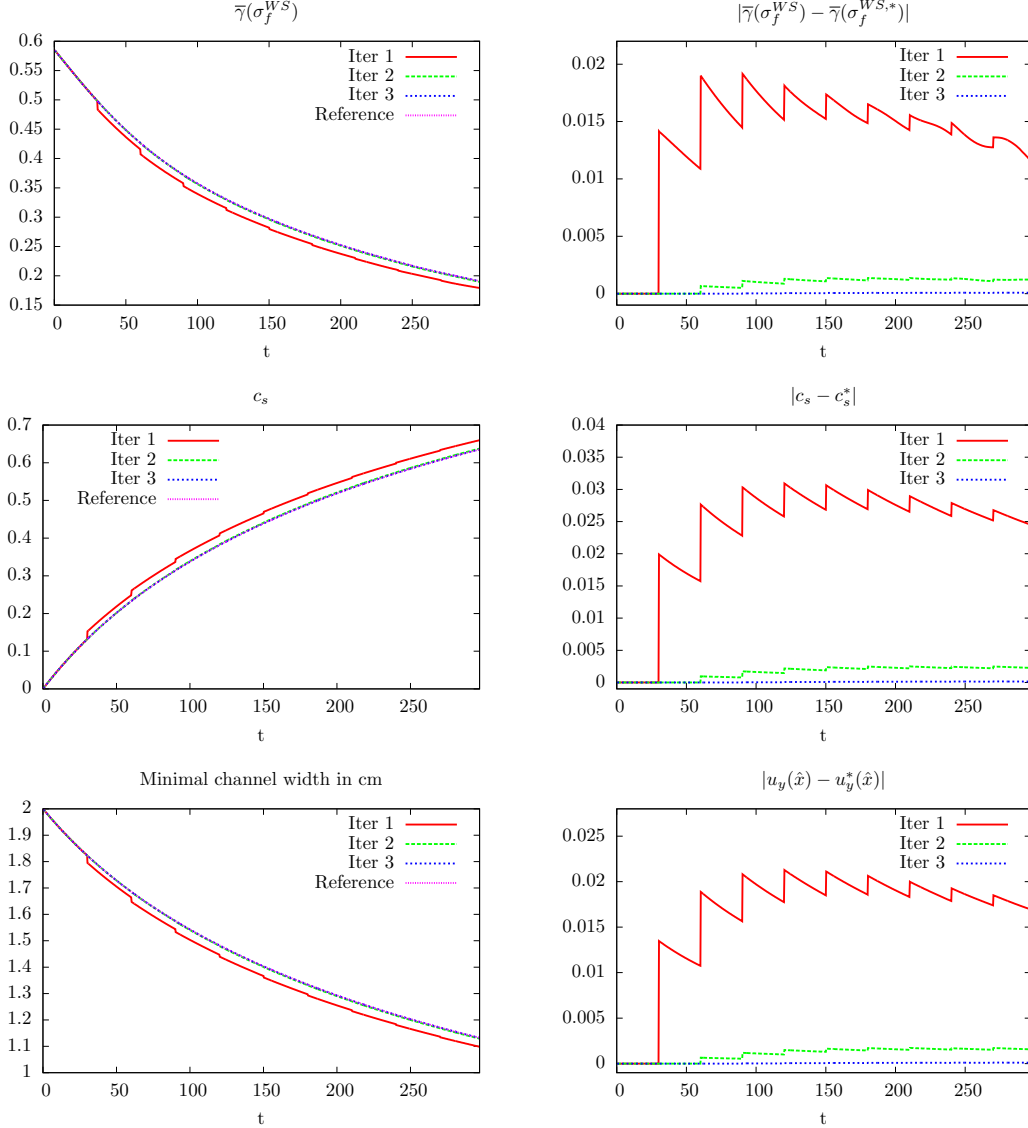 γ̅(σ_f^{WS})
0.6
0.55
0.5
0.45
0.4
0.35
0.3
0.25
0.2
0.15
Iter 1
Iter 2
Iter 3
Reference
0 50 100 150 200 250
t
|γ̅(σ_f^{WS}) − γ̅(σ_f^{WS,*})|
0.02
0.015
0.01
0.005
0
Iter 1
Iter 2
Iter 3
0 50 100 150 200 250
t
c_s
0.7
0.6
0.5
0.4
0.3
0.2
0.1
0
Iter 1
Iter 2
Iter 3
Reference
0 50 100 150 200 250
t
|c_s − c_s^*|
0.04
0.035
0.03
0.025
0.02
0.015
0.01
0.005
0
Iter 1
Iter 2
Iter 3
0 50 100 150 200 250
t
Minimal channel width in cm
2
1.9
1.8
1.7
1.6
1.5
1.4
1.3
1.2
1.1
1
Iter 1
Iter 2
Iter 3
Reference
0 50 100 150 200 250
t
|u_y(x̂) − u_y^*(x̂)|
0.025
0.02
0.015
0.01
0.005
0
Iter 1
Iter 2
Iter 3
0 50 100 150 200 250
t